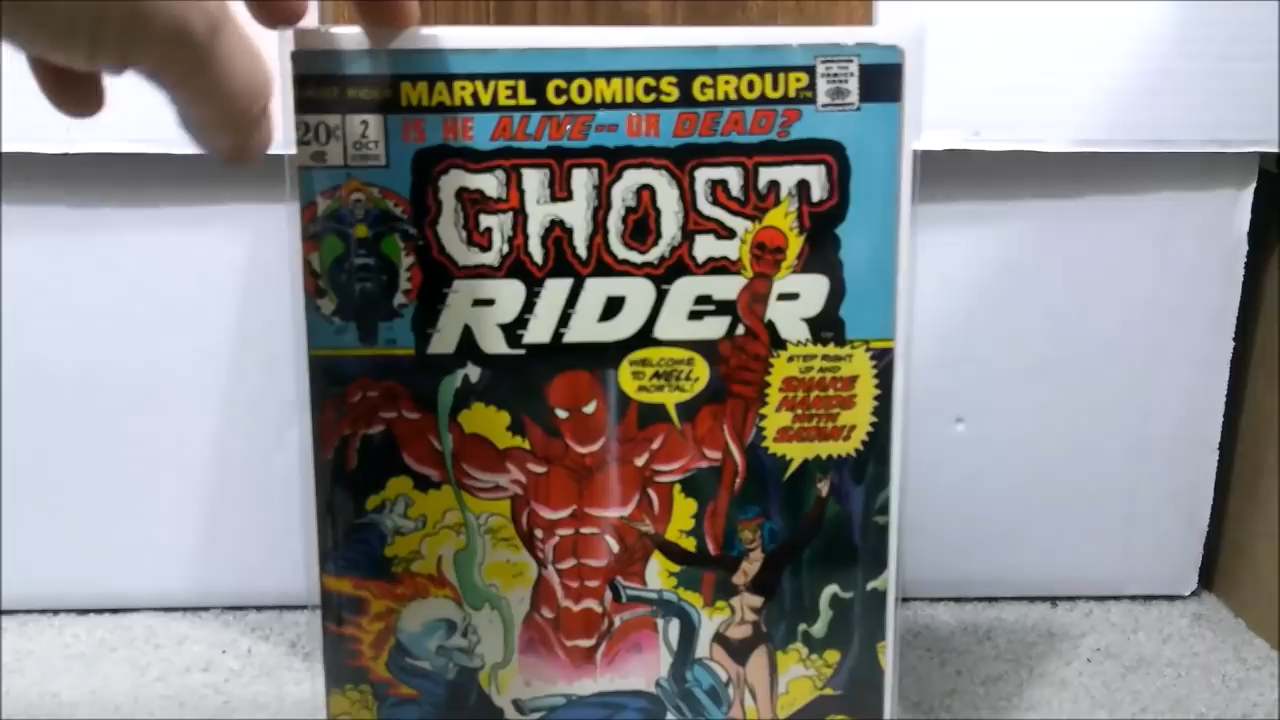 MARVEL COMICS GROUP
20¢
2
OCT
IS HE ALIVE-- OR DEAD?
GHOST
RIDER
WELCOME
TO HELL,
MORTAL!
STEP RIGHT
UP AND
SHAKE
HANDS
WITH
SATAN!